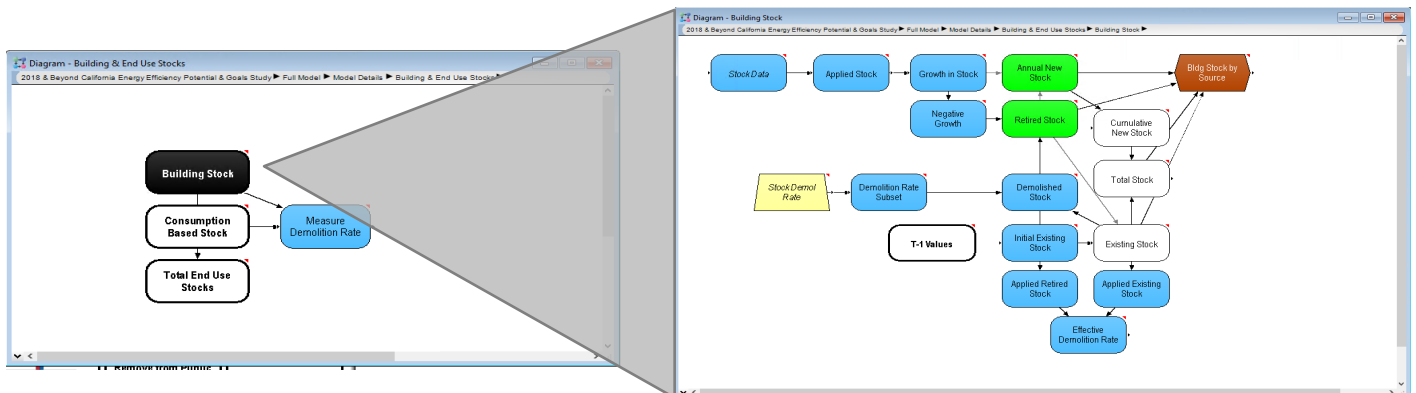 Diagram - Building & End Use Stocks
2018 & Beyond California Energy Efficiency Potential & Goals Study Full Model Model Details Building & End Use Stocks
Building Stock
Consumption
Based Stock
Measure
Demolition Rate
Total End Use
Stocks
Diagram - Building Stock
2018 & Beyond California Energy Efficiency Potential & Goals Study Full Model Model Details Building & End Use Stocks Building Stock
Stock Data
Applied Stock
Growth in Stock
Annual New
Stock
Bldg Stock by
Source
Negative
Growth
Retired Stock
Cumulative
New Stock
Total Stock
Stock Demol
Rate
Demolition Rate
Subset
Demolished
Stock
T-1 Values
Initial Existing
Stock
Existing Stock
Applied Retired
Stock
Applied Existing
Stock
Effective
Demolition Rate